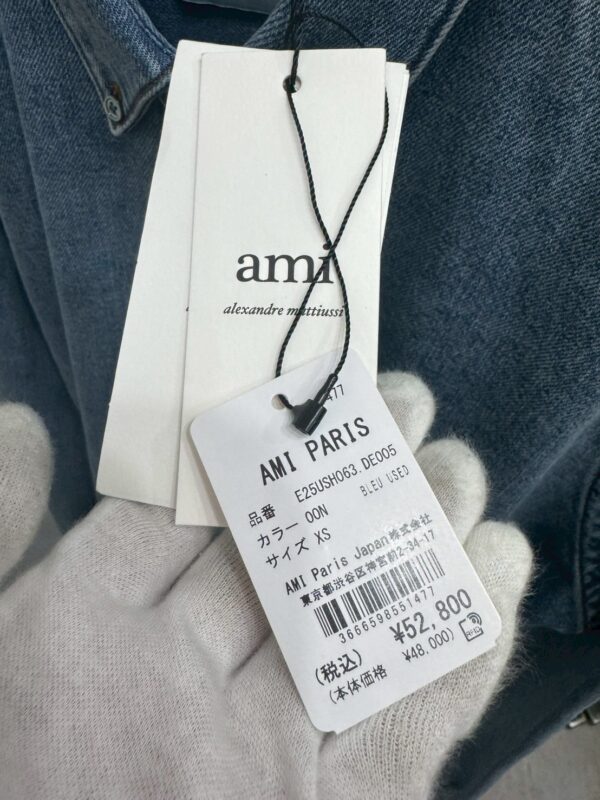 ami
alexandre mattiussi
477
AMI PARIS
品番 E25USH063.DE005
カラー 00N BLEU USED
サイズ XS
AMI Paris Japan株式会社
東京都渋谷区神宮前2-34-17
3666598551477
(税込) ¥52,800
(本体価格 ¥48,000)